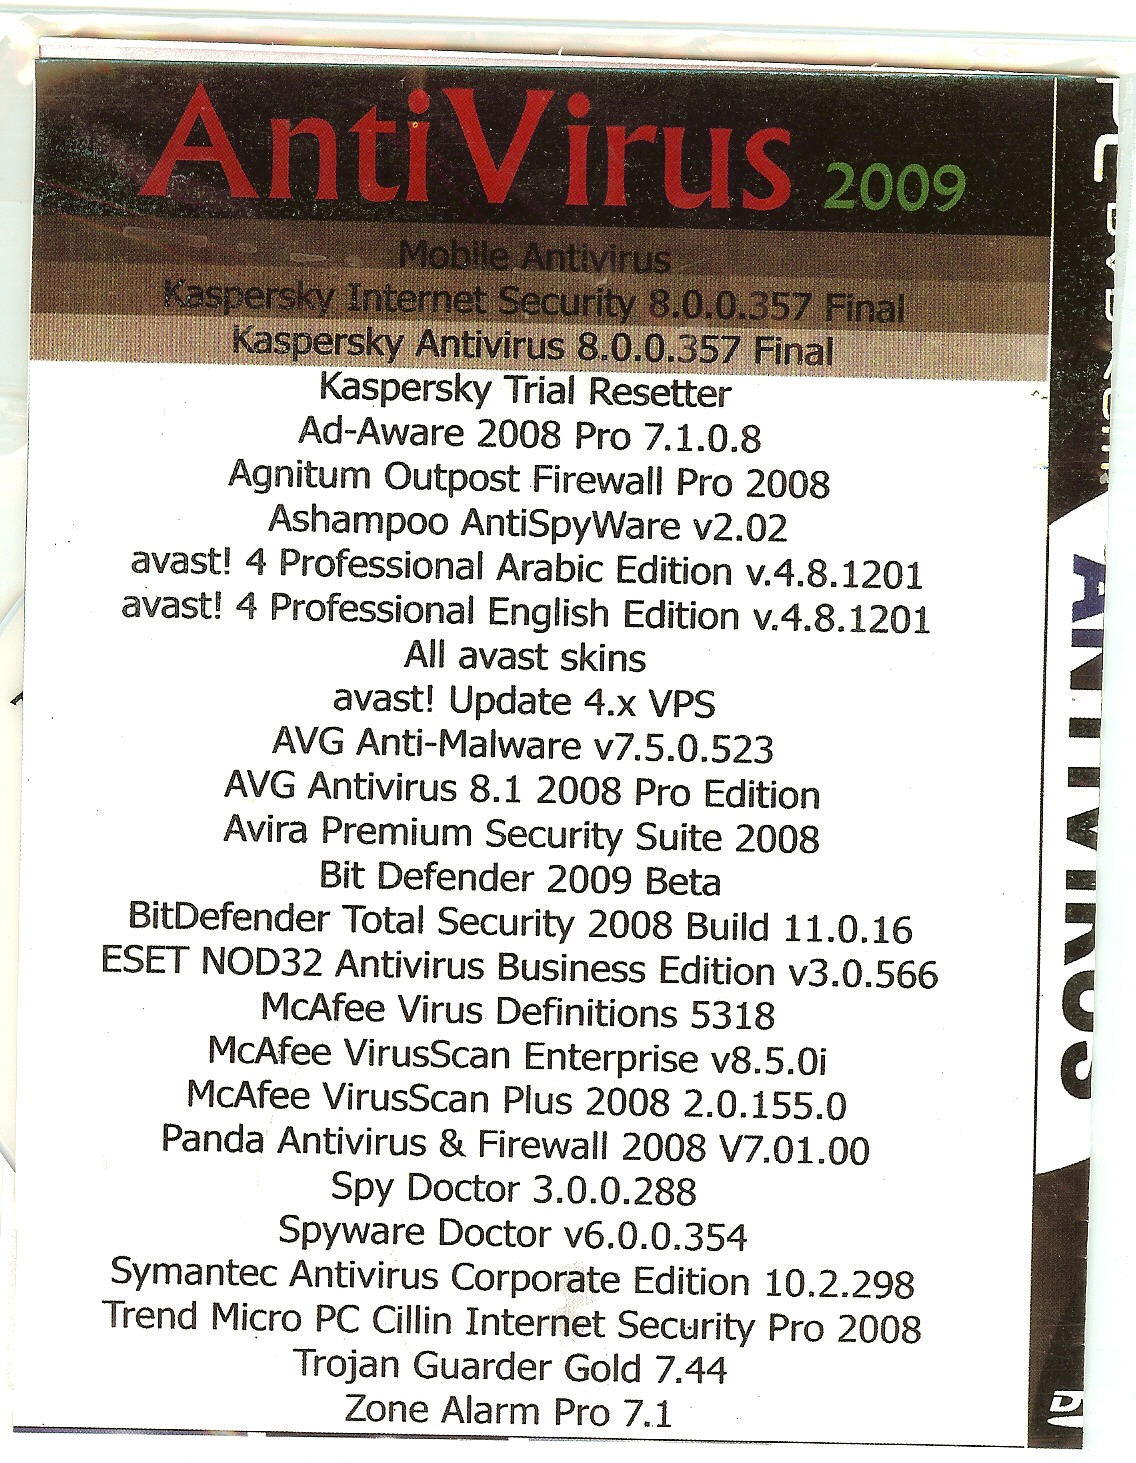 AntiVirus 2009
Mobile Antivirus
Kaspersky Internet Security 8.0.0.357 Final
Kaspersky Antivirus 8.0.0.357 Final
Kaspersky Trial Resetter
Ad-Aware 2008 Pro 7.1.0.8
Agnitum Outpost Firewall Pro 2008
Ashampoo AntiSpyWare v2.02
avast! 4 Professional Arabic Edition v.4.8.1201
avast! 4 Professional English Edition v.4.8.1201
All avast skins
avast! Update 4.x VPS
AVG Anti-Malware v7.5.0.523
AVG Antivirus 8.1 2008 Pro Edition
Avira Premium Security Suite 2008
Bit Defender 2009 Beta
BitDefender Total Security 2008 Build 11.0.16
ESET NOD32 Antivirus Business Edition v3.0.566
McAfee Virus Definitions 5318
McAfee VirusScan Enterprise v8.5.0i
McAfee VirusScan Plus 2008 2.0.155.0
Panda Antivirus & Firewall 2008 V7.01.00
Spy Doctor 3.0.0.288
Spyware Doctor v6.0.0.354
Symantec Antivirus Corporate Edition 10.2.298
Trend Micro PC Cillin Internet Security Pro 2008
Trojan Guarder Gold 7.44
Zone Alarm Pro 7.1
ANTIVIRUS